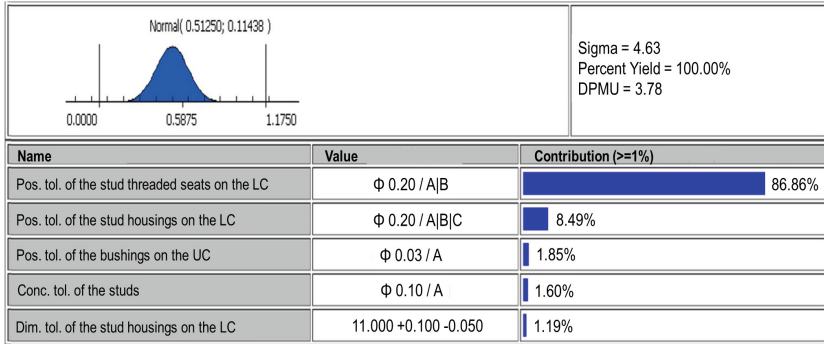 Normal( 0.51250; 0.11438 )
0.0000 0.5875 1.1750
Sigma = 4.63
Percent Yield = 100.00%
DPMU = 3.78
Name Value Contribution (>=1%)
Pos. tol. of the stud threaded seats on the LC Φ 0.20 / A|B 86.86%
Pos. tol. of the stud housings on the LC Φ 0.20 / A|B|C 8.49%
Pos. tol. of the bushings on the UC Φ 0.03 / A 1.85%
Conc. tol. of the studs Φ 0.10 / A 1.60%
Dim. tol. of the stud housings on the LC 11.000 +0.100 -0.050 1.19%